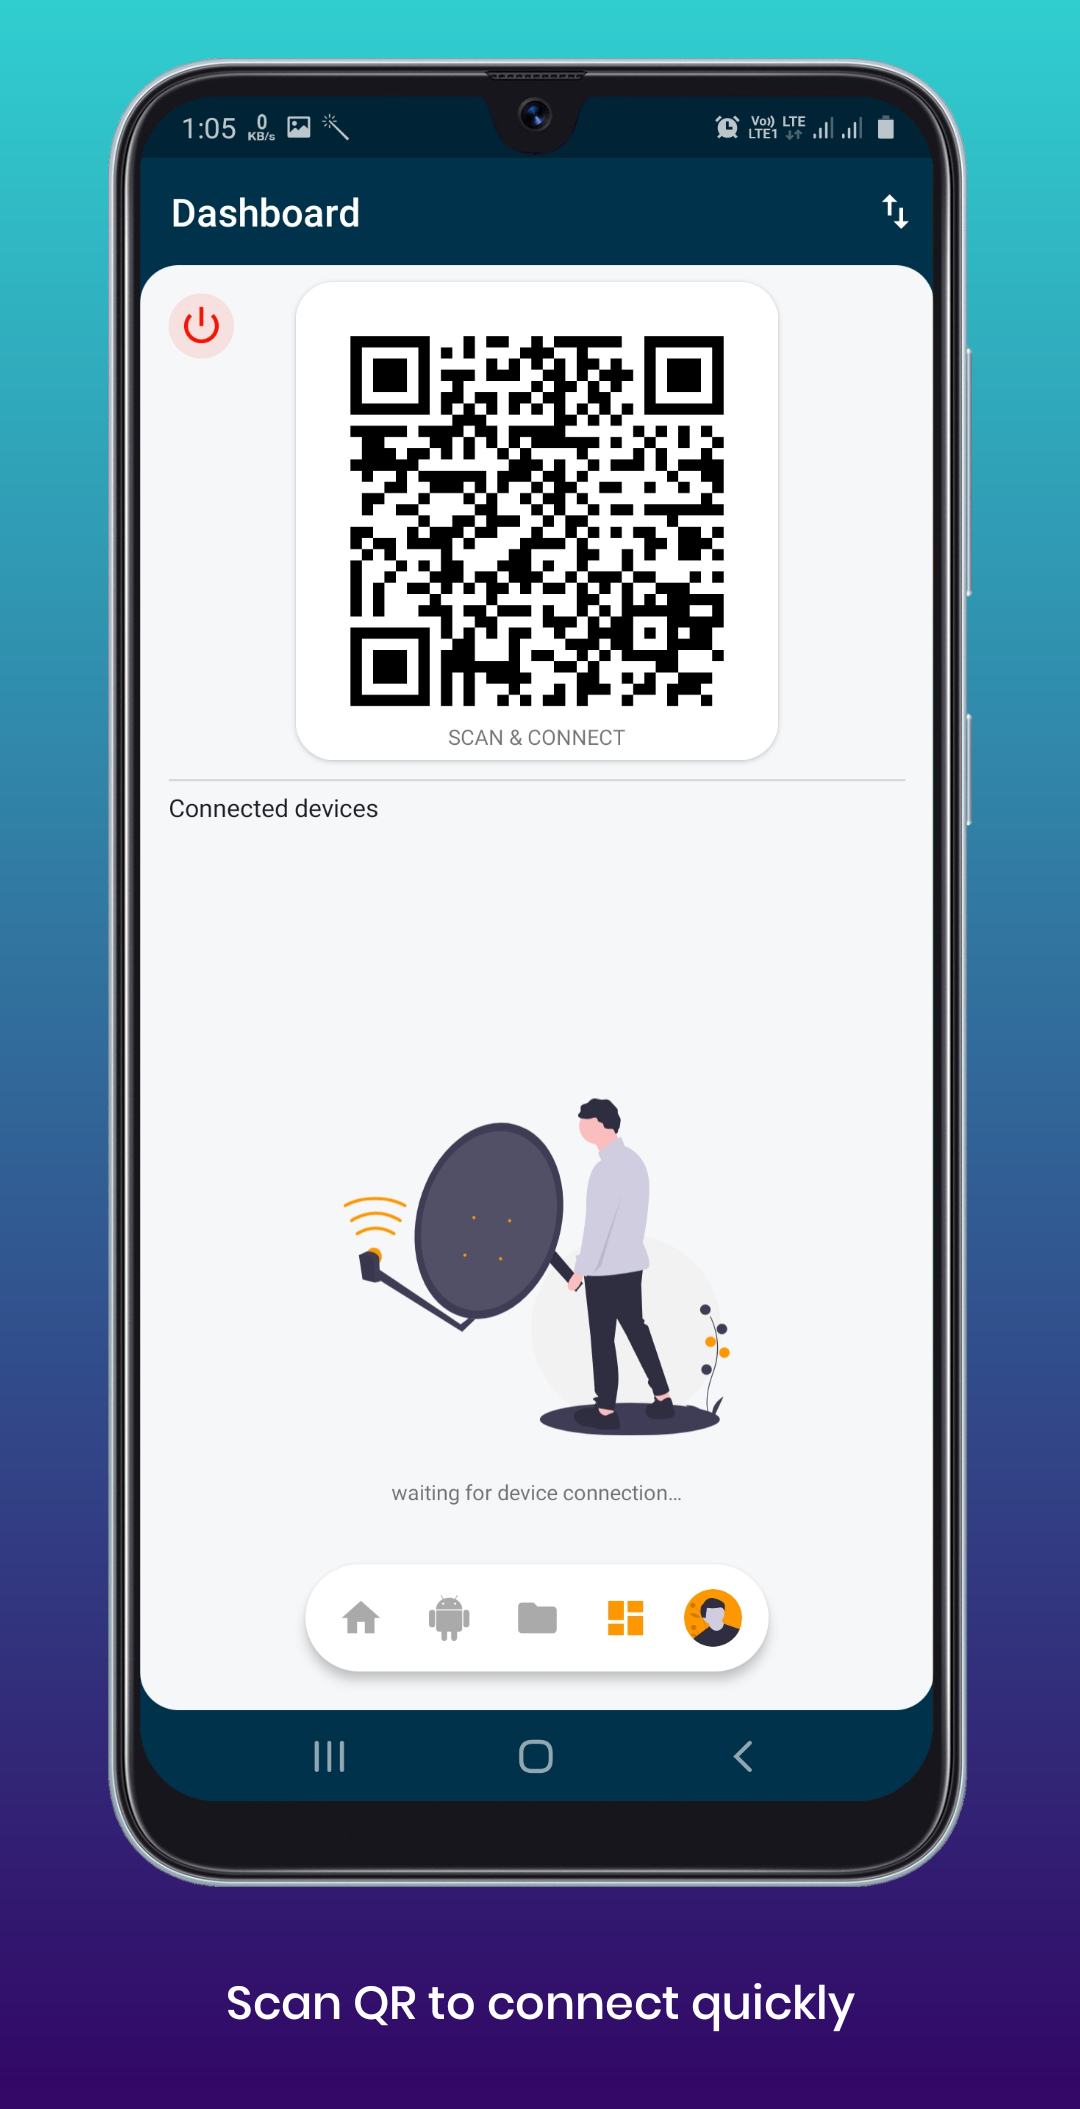 1:05 0 KB/s Vo)) LTE1 LTE
Dashboard
SCAN & CONNECT
Connected devices
waiting for device connection...
Scan QR to connect quickly